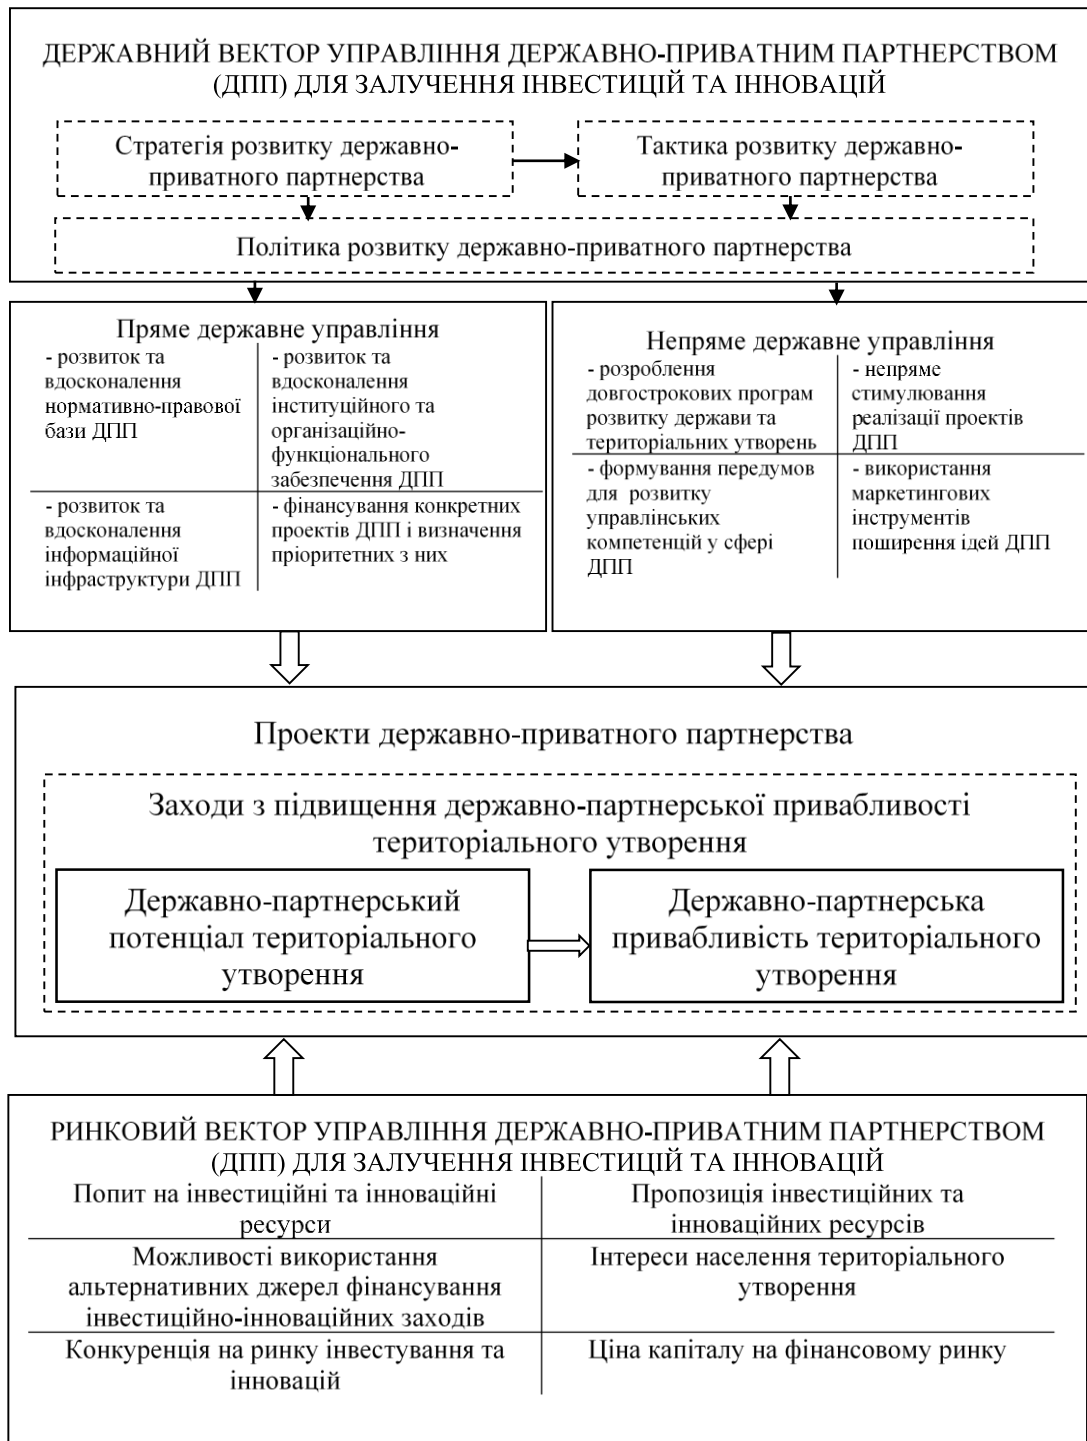 ДЕРЖАВНИЙ ВЕКТОР УПРАВЛІННЯ ДЕРЖАВНО-ПРИВАТНИМ ПАРТНЕРСТВОМ
(ДПП) ДЛЯ ЗАЛУЧЕННЯ ІНВЕСТИЦІЙ ТА ІННОВАЦІЙ
Стратегія розвитку державно-
приватного партнерства
Тактика розвитку державно-
приватного партнерства
Політика розвитку державно-приватного партнерства
Пряме державне управління
- розвиток та
вдосконалення
нормативно-правової
бази ДПП
- розвиток та
вдосконалення
інституційного та
організаційно-
функціонального
забезпечення ДПП
- розвиток та
вдосконалення
інформаційної
інфраструктури ДПП
- фінансування конкретних
проектів ДПП і визначення
пріоритетних з них
Непряме державне управління
- розроблення
довгострокових програм
розвитку держави та
територіальних утворень
- непряме
стимулювання
реалізації проектів
ДПП
- формування передумов
для розвитку
управлінських
компетенцій у сфері
ДПП
- використання
маркетингових
інструментів
поширення ідей ДПП
Проекти державно-приватного партнерства
Заходи з підвищення державно-партнерської привабливості
територіального утворення
Державно-партнерський
потенціал територіального
утворення
Державно-партнерська
привабливість територіального
утворення
РИНКОВИЙ ВЕКТОР УПРАВЛІННЯ ДЕРЖАВНО-ПРИВАТНИМ ПАРТНЕРСТВОМ
(ДПП) ДЛЯ ЗАЛУЧЕННЯ ІНВЕСТИЦІЙ ТА ІННОВАЦІЙ
Попит на інвестиційні та інноваційні
ресурси
Пропозиція інвестиційних та
інноваційних ресурсів
Можливості використання
альтернативних джерел фінансування
інвестиційно-інноваційних заходів
Інтереси населення територіального
утворення
Конкуренція на ринку інвестування та
інновацій
Ціна капіталу на фінансовому ринку